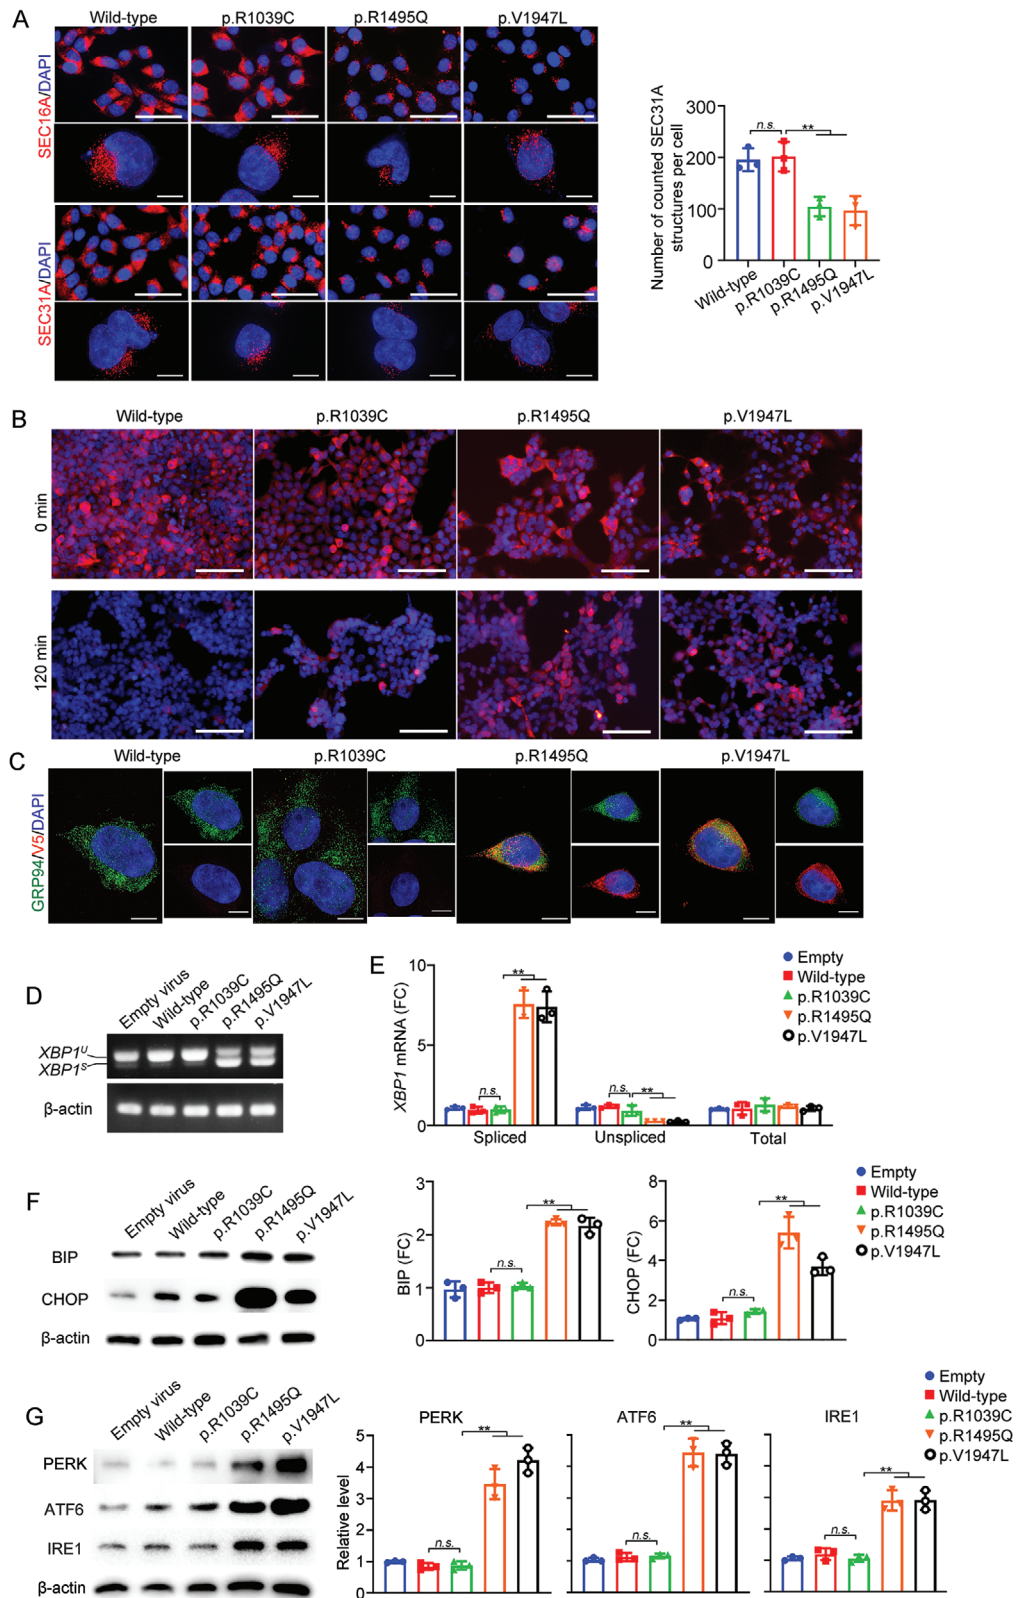 A
Wild-type
p.R1039C
p.R1495Q
p.V1947L
SEC16A/DAPI
SEC31A/DAPI
Number of counted SEC31A
structures per cell
300
200
100
0
n.s.
**
Wild-type
p.R1039C
p.R1495Q
p.V1947L
B
Wild-type
p.R1039C
p.R1495Q
p.V1947L
0 min
120 min
C
Wild-type
p.R1039C
p.R1495Q
p.V1947L
GRP94/V5/DAPI
D
Empty virus
Wild-type
p.R1039C
p.R1495Q
p.V1947L
XBP1U
XBP1S
β-actin
E
XBP1 mRNA (FC)
10
5
0
n.s.
**
n.s.
**
Spliced
Unspliced
Total
Empty
Wild-type
p.R1039C
p.R1495Q
p.V1947L
F
Empty virus
Wild-type
p.R1039C
p.R1495Q
p.V1947L
BIP
CHOP
β-actin
BIP (FC)
3
2
1
0
n.s.
**
CHOP (FC)
8
6
4
2
0
n.s.
**
Empty
Wild-type
p.R1039C
p.R1495Q
p.V1947L
G
Empty virus
Wild-type
p.R1039C
p.R1495Q
p.V1947L
PERK
ATF6
IRE1
β-actin
Relative level
5
4
3
2
1
0
PERK
n.s.
**
ATF6
n.s.
**
IRE1
n.s.
**
Empty
Wild-type
p.R1039C
p.R1495Q
p.V1947L